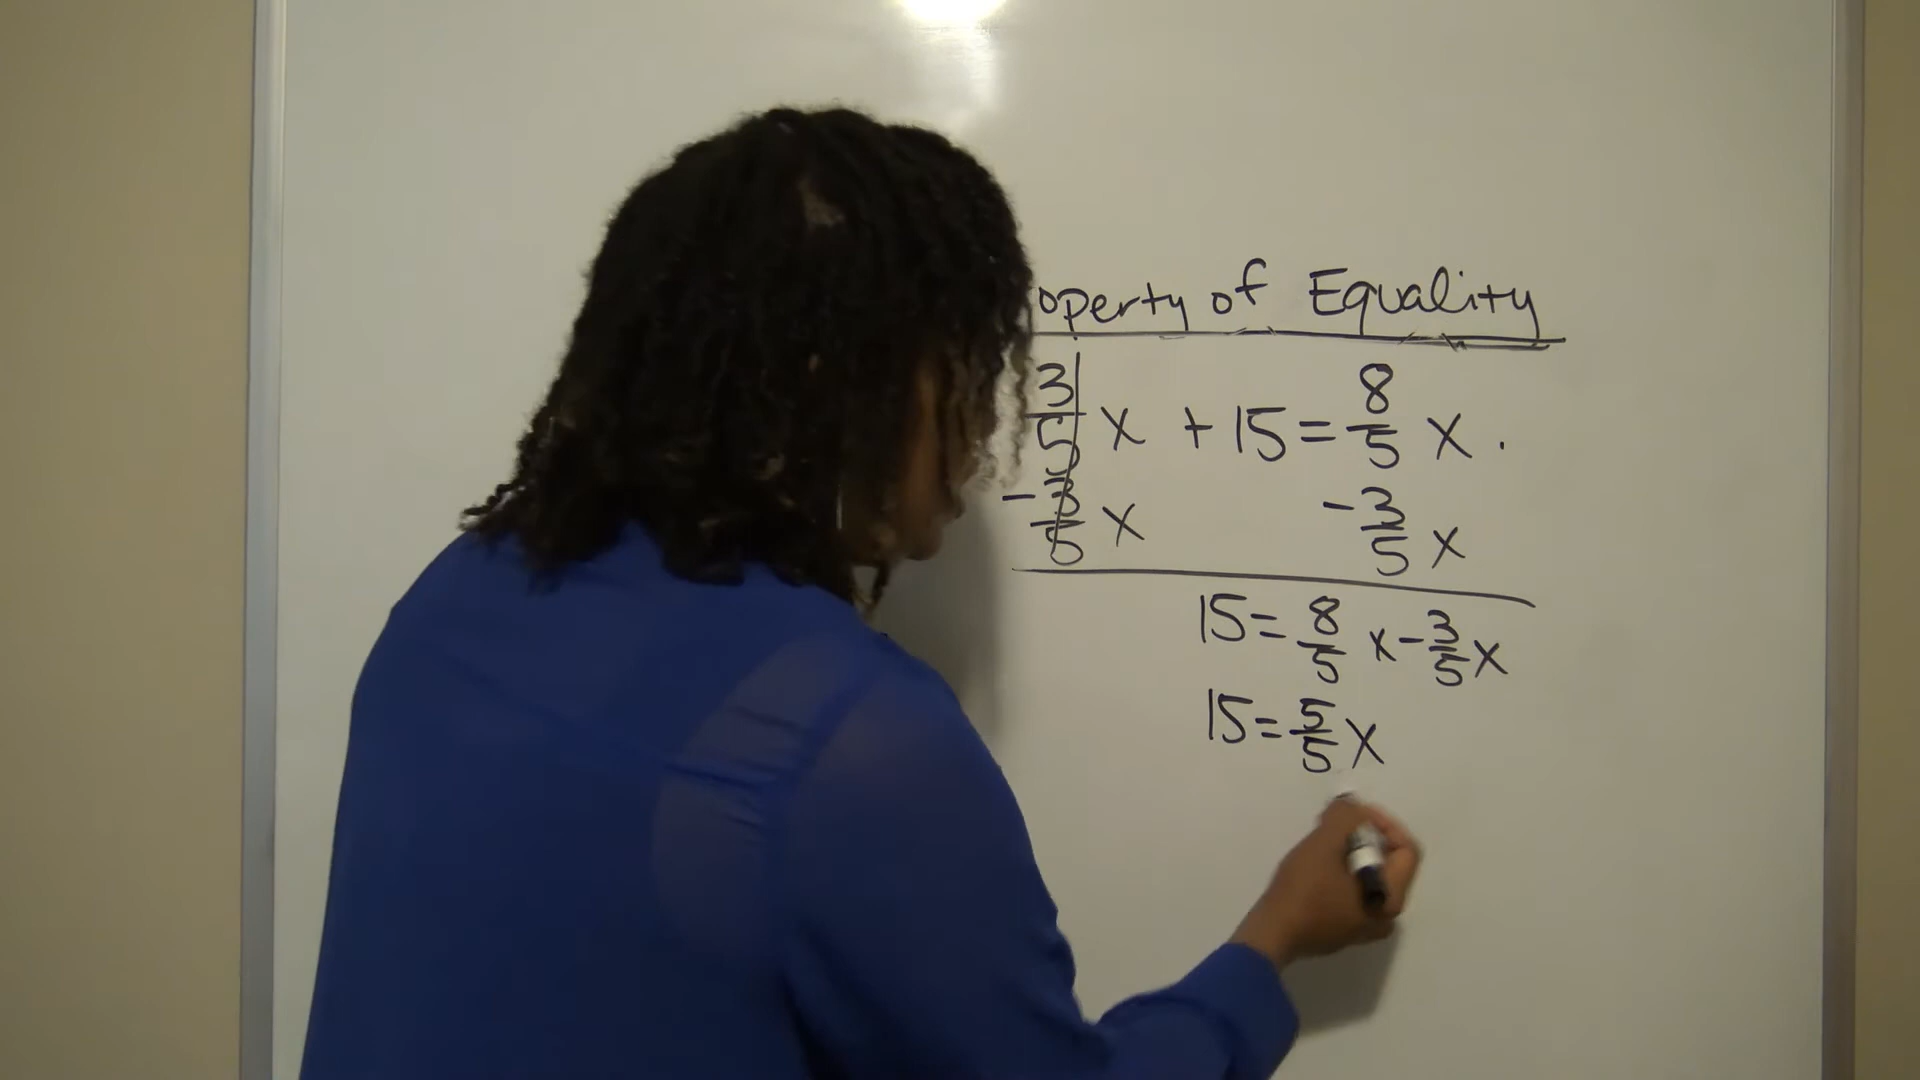 of Equality
3/5 x + 15 = 8/5 x .
- 3/5 x - 3/5 x
15 = 8/5 x - 3/5 x
15 = 5/5 x